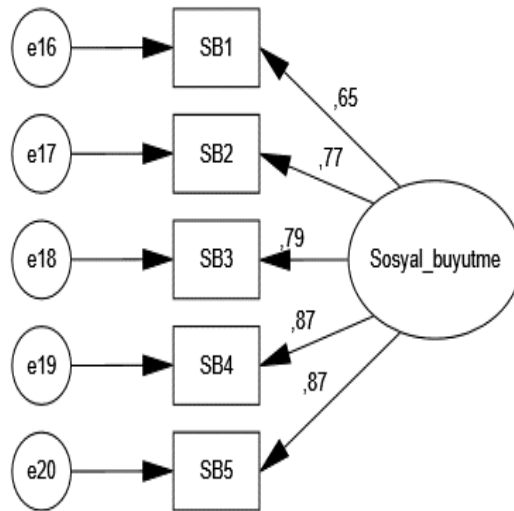 e16
SB1
,65
e17
SB2
,77
e18
SB3
,79
Sosyal_buyutme
e19
SB4
,87
e20
SB5
,87